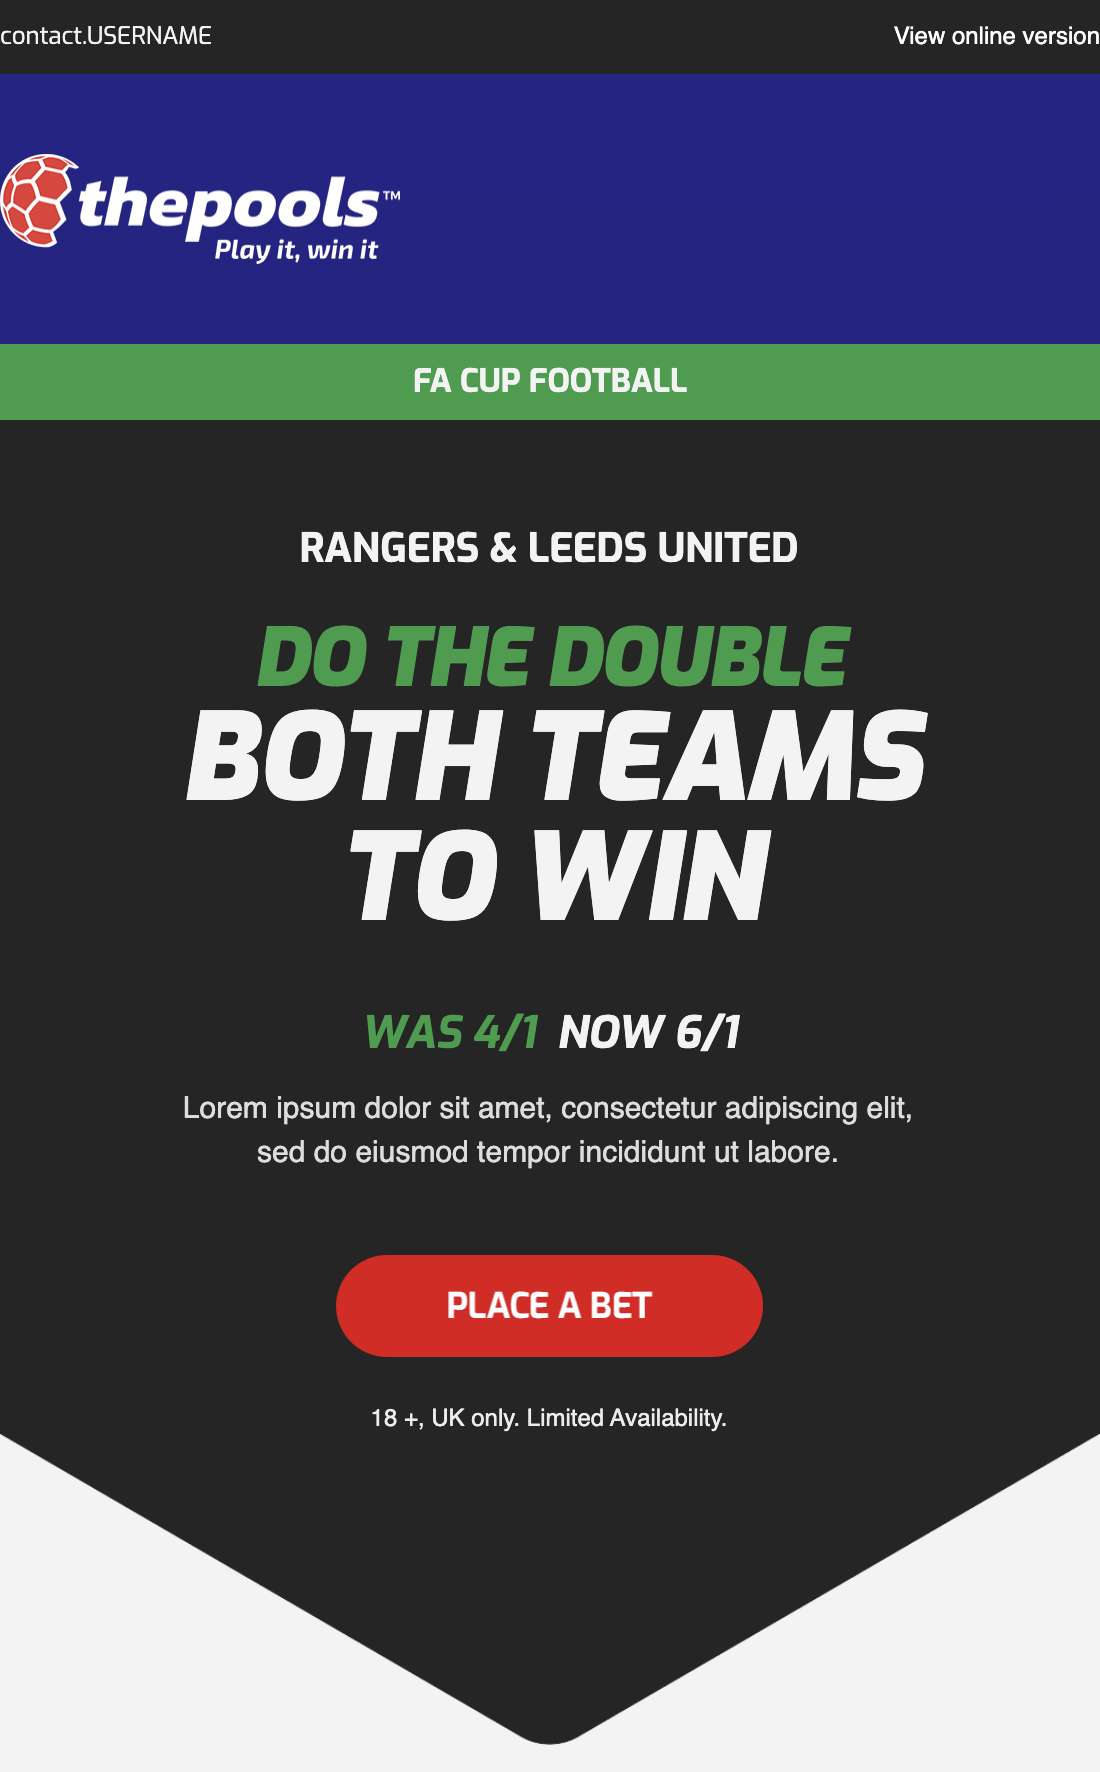 contact.USERNAME
View online version
thepools™
Play it, win it
FA CUP FOOTBALL
RANGERS & LEEDS UNITED
DO THE DOUBLE
BOTH TEAMS
TO WIN
WAS 4/1 NOW 6/1
Lorem ipsum dolor sit amet, consectetur adipiscing elit,
sed do eiusmod tempor incididunt ut labore.
PLACE A BET
18 +, UK only. Limited Availability.